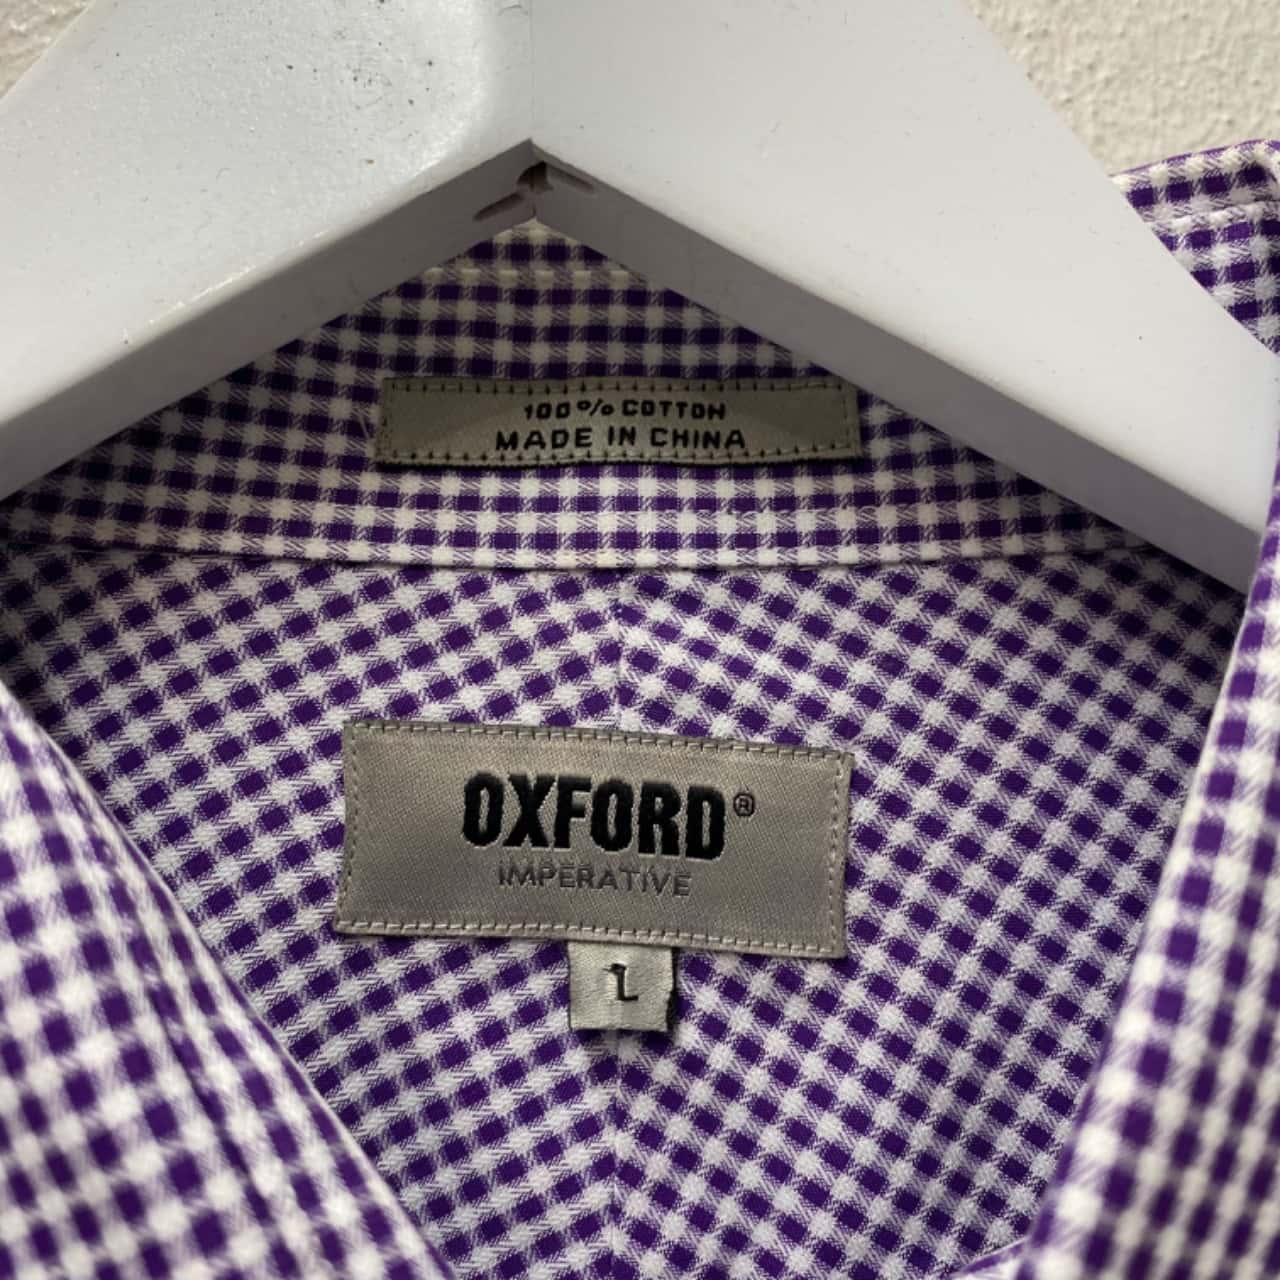 100% COTTON
MADE IN CHINA
OXFORD®
IMPERATIVE
L